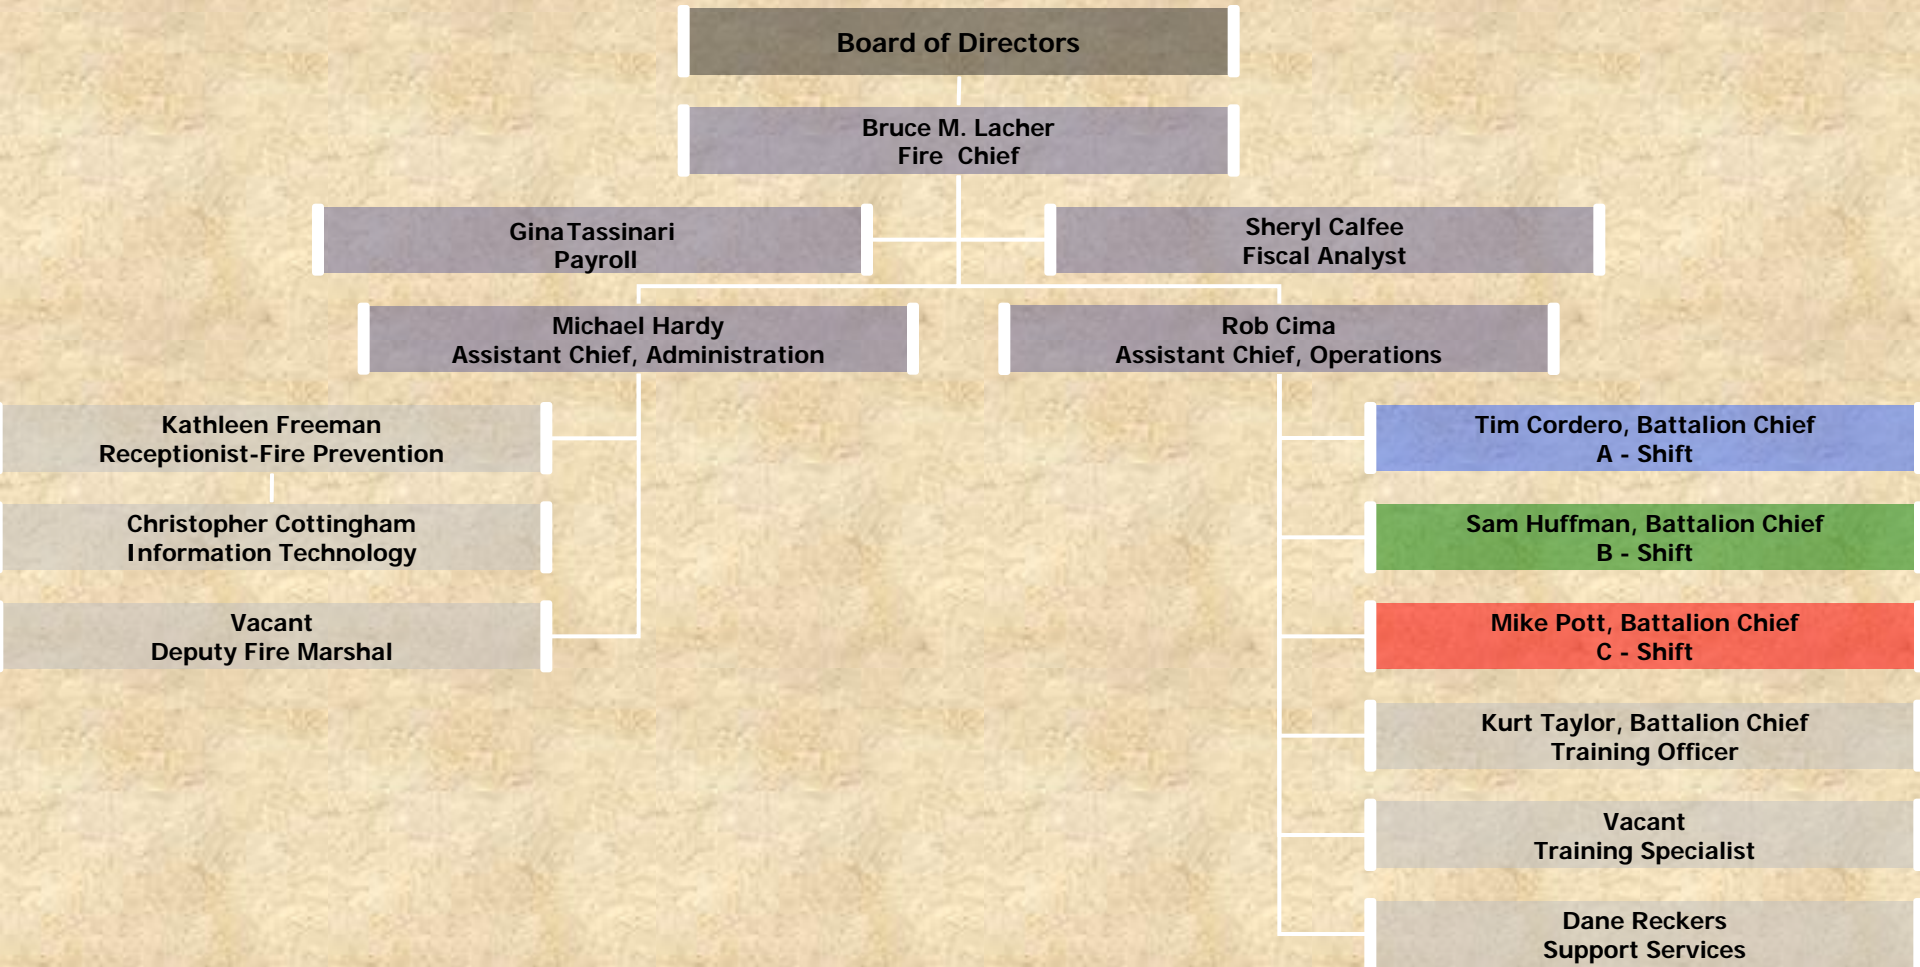 Board of Directors
Bruce M. Lacher
Fire Chief
Gina Tassinari
Payroll
Sheryl Calfee
Fiscal Analyst
Michael Hardy
Assistant Chief, Administration
Rob Cima
Assistant Chief, Operations
Kathleen Freeman
Receptionist-Fire Prevention
Christopher Cottingham
Information Technology
Vacant
Deputy Fire Marshal
Tim Cordero, Battalion Chief
A - Shift
Sam Huffman, Battalion Chief
B - Shift
Mike Pott, Battalion Chief
C - Shift
Kurt Taylor, Battalion Chief
Training Officer
Vacant
Training Specialist
Dane Reckers
Support Services